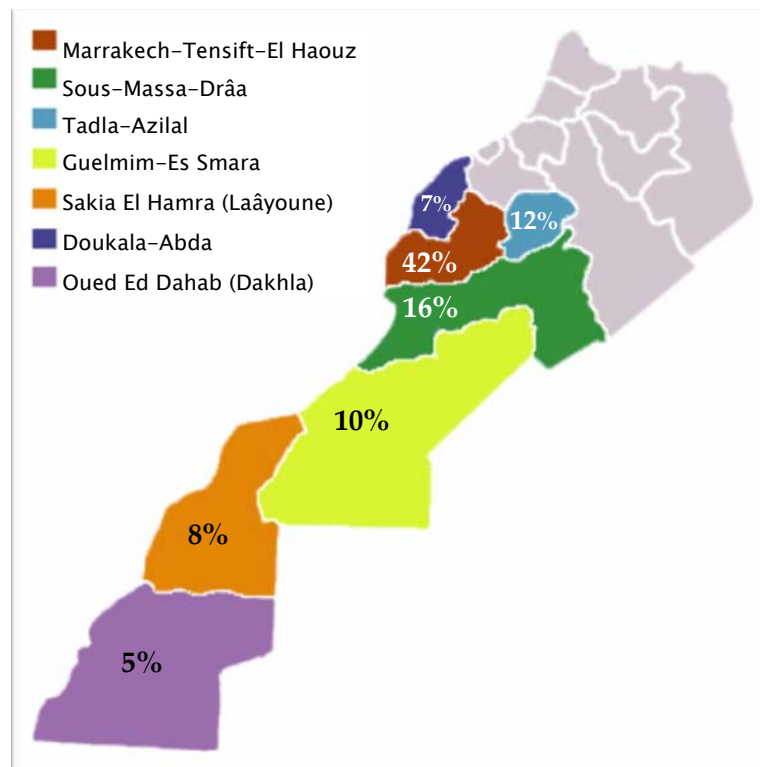 Marrakech-Tensift-El Haouz
Sous-Massa-Drâa
Tadla-Azilal
Guelmim-Es Smara
Sakia El Hamra (Laâyoune)
Doukala-Abda
Oued Ed Dahab (Dakhla)
7%
12%
42%
16%
10%
8%
5%